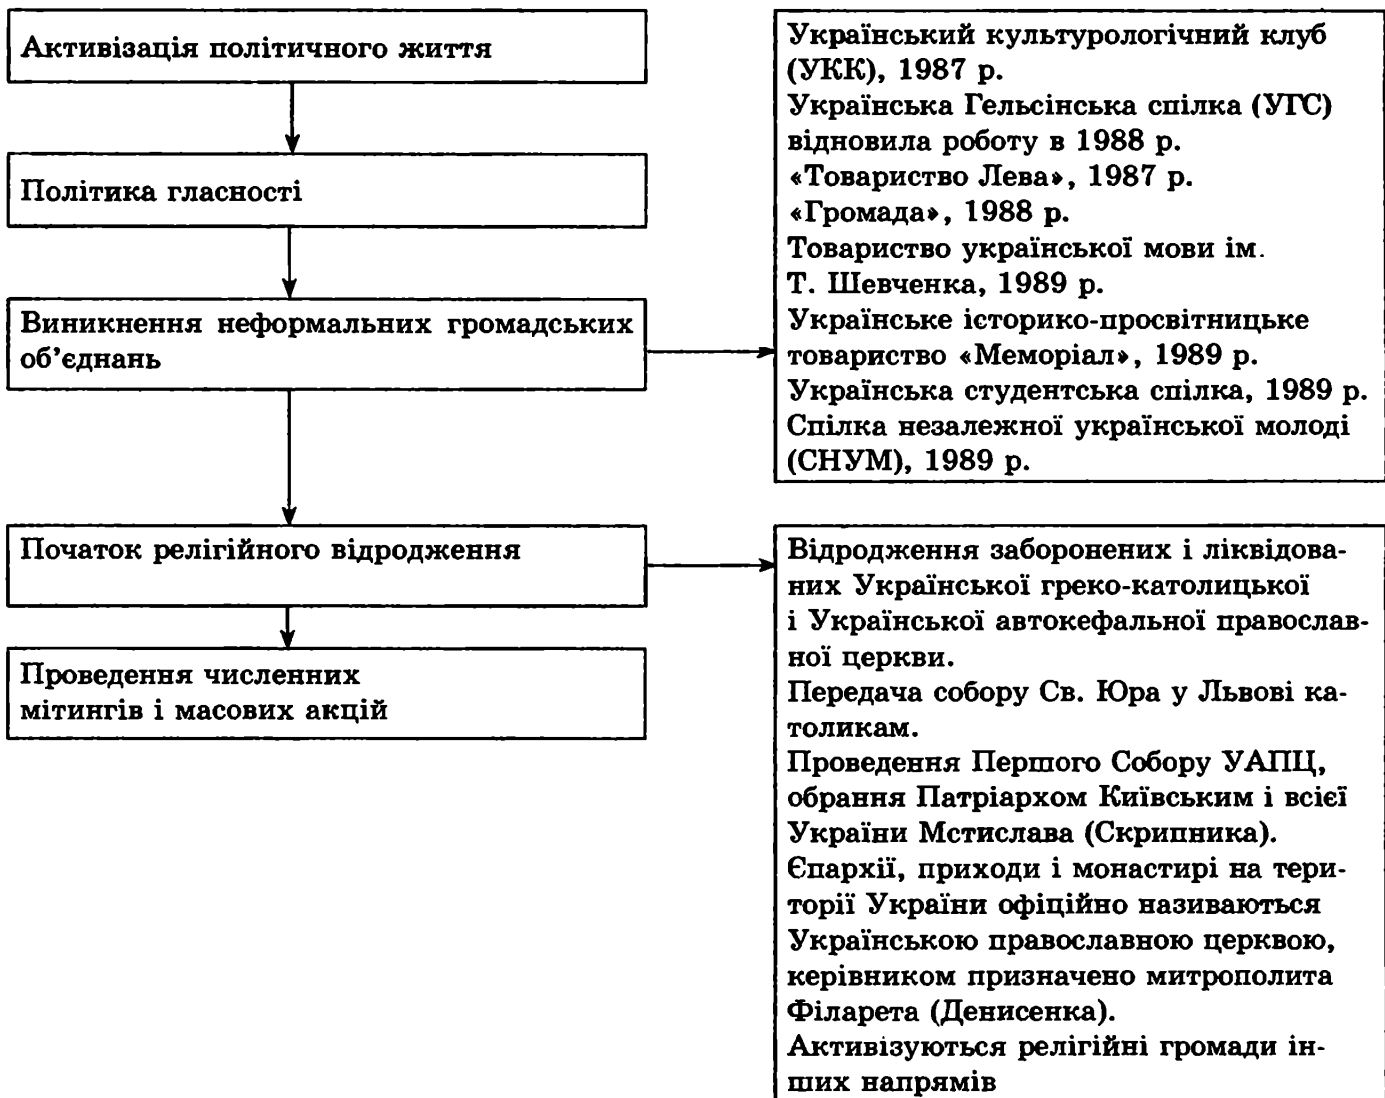 Активізація політичного життя
Політика гласності
Виникнення неформальних громадських
об’єднань
Український культурологічний клуб
(УКК), 1987 р.
Українська Гельсінська спілка (УГС)
відновила роботу в 1988 р.
«Товариство Лева», 1987 р.
«Громада», 1988 р.
Товариство української мови ім.
Т. Шевченка, 1989 р.
Українське історико-просвітницьке
товариство «Меморіал», 1989 р.
Українська студентська спілка, 1989 р.
Спілка незалежної української молоді
(СНУМ), 1989 р.
Початок релігійного відродження
Відродження заборонених і ліквідова-
них Української греко-католицької
і Української автокефальної православ-
ної церкви.
Передача собору Св. Юра у Львові ка-
толикам.
Проведення Першого Собору УАПЦ,
обрання Патріархом Київським і всієї
України Мстислава (Скрипника).
Єпархії, приходи і монастирі на тери-
торії України офіційно називаються
Українською православною церквою,
керівником призначено митрополита
Філарета (Денисенка).
Активізуються релігійні громади ін-
ших напрямів
Проведення численних
мітингів і масових акцій